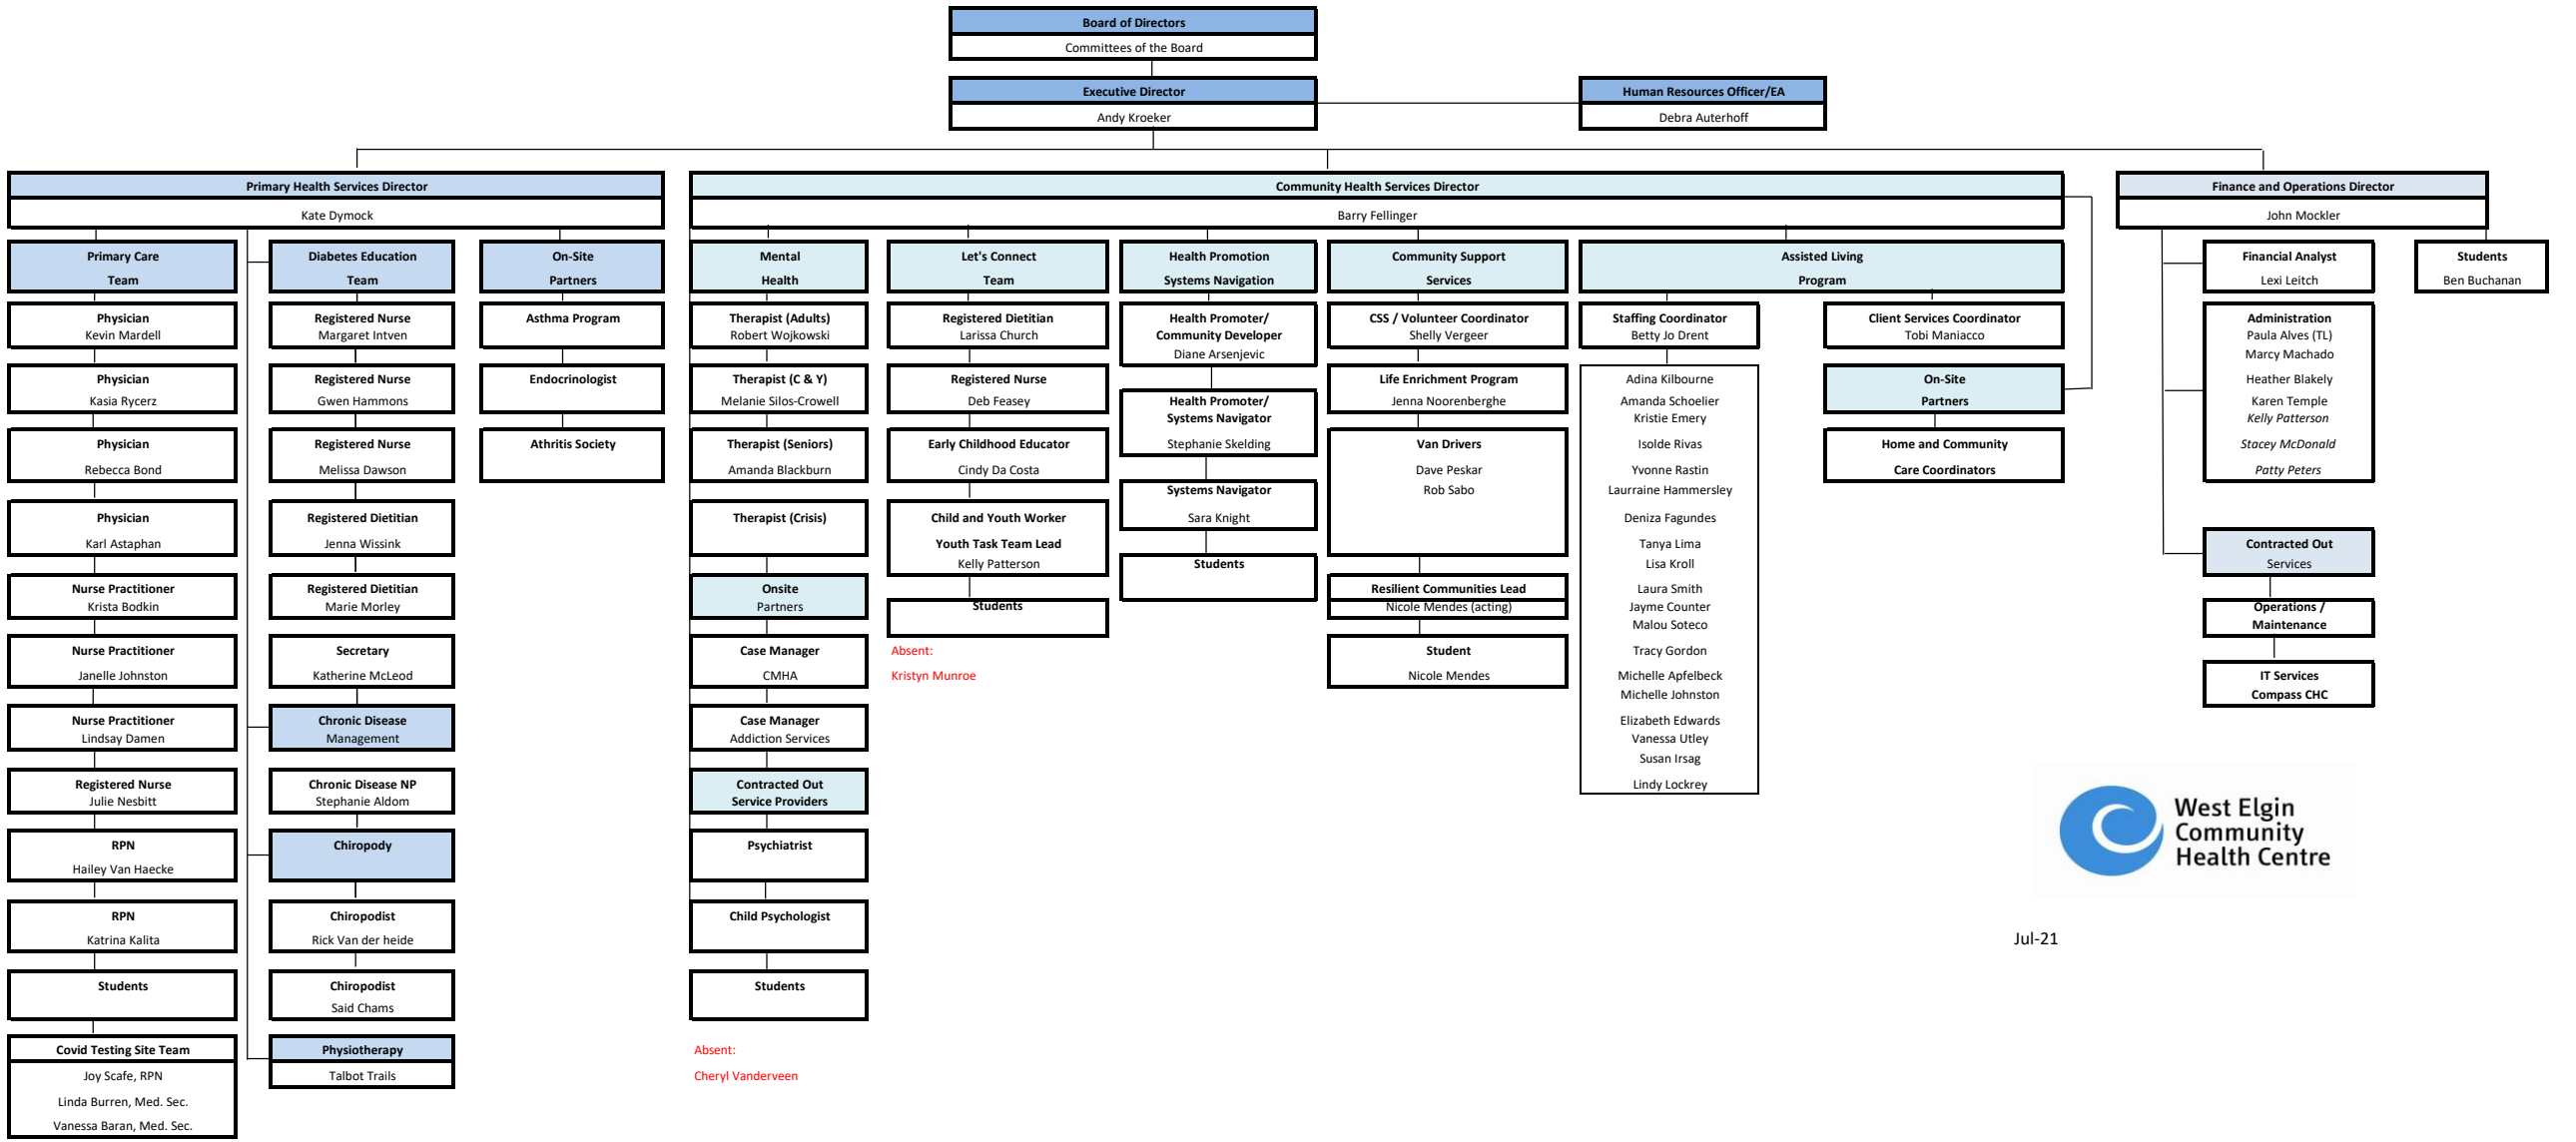 Board of Directors
Committees of the Board
Executive Director
Andy Kroeker
Human Resources Officer/EA
Debra Auterhoff
Primary Health Services Director
Kate Dymock
Primary Care
Team
Physician
Kevin Mardell
Physician
Kasia Rycerz
Physician
Rebecca Bond
Physician
Karl Astaphan
Nurse Practitioner
Krista Bodkin
Nurse Practitioner
Janelle Johnston
Nurse Practitioner
Lindsay Damen
Registered Nurse
Julie Nesbitt
RPN
Hailey Van Haecke
RPN
Katrina Kalita
Students
Covid Testing Site Team
Joy Scafe, RPN
Linda Burren, Med. Sec.
Vanessa Baran, Med. Sec.
Diabetes Education
Team
Registered Nurse
Margaret Intven
Registered Nurse
Gwen Hammons
Registered Nurse
Melissa Dawson
Registered Dietitian
Jenna Wissink
Registered Dietitian
Marie Morley
Secretary
Katherine McLeod
Chronic Disease
Management
Chronic Disease NP
Stephanie Aldom
Chiropody
Chiropodist
Rick Van der heide
Chiropodist
Said Chams
Physiotherapy
Talbot Trails
On-Site
Partners
Asthma Program
Endocrinologist
Athritis Society
Community Health Services Director
Barry Fellinger
Mental
Health
Therapist (Adults)
Robert Wojkowski
Therapist (C & Y)
Melanie Silos-Crowell
Therapist (Seniors)
Amanda Blackburn
Therapist (Crisis)
Onsite
Partners
Case Manager
CMHA
Case Manager
Addiction Services
Contracted Out
Service Providers
Psychiatrist
Child Psychologist
Students
Absent:
Cheryl Vanderveen
Let's Connect
Team
Registered Dietitian
Larissa Church
Registered Nurse
Deb Feasey
Early Childhood Educator
Cindy Da Costa
Child and Youth Worker
Youth Task Team Lead
Kelly Patterson
Students
Absent:
Kristyn Munroe
Health Promotion
Systems Navigation
Health Promoter/
Community Developer
Diane Arsenjevic
Health Promoter/
Systems Navigator
Stephanie Skelding
Systems Navigator
Sara Knight
Students
Community Support
Services
CSS / Volunteer Coordinator
Shelly Vergeer
Life Enrichment Program
Jenna Noorenberghe
Van Drivers
Dave Peskar
Rob Sabo
Resilient Communities Lead
Nicole Mendes (acting)
Student
Nicole Mendes
Assisted Living
Program
Staffing Coordinator
Betty Jo Drent
Adina Kilbourne
Amanda Schoelier
Kristie Emery
Isolde Rivas
Yvonne Rastin
Laurraine Hammersley
Deniza Fagundes
Tanya Lima
Lisa Kroll
Laura Smith
Jayme Counter
Malou Soteco
Tracy Gordon
Michelle Apfelbeck
Michelle Johnston
Elizabeth Edwards
Vanessa Utley
Susan Irsag
Lindy Lockrey
Client Services Coordinator
Tobi Maniacco
On-Site
Partners
Home and Community
Care Coordinators
Finance and Operations Director
John Mockler
Financial Analyst
Lexi Leitch
Administration
Paula Alves (TL)
Marcy Machado
Heather Blakely
Karen Temple
Kelly Patterson
Stacey McDonald
Patty Peters
Contracted Out
Services
Operations /
Maintenance
IT Services
Compass CHC
Students
Ben Buchanan
West Elgin
Community
Health Centre
Jul-21